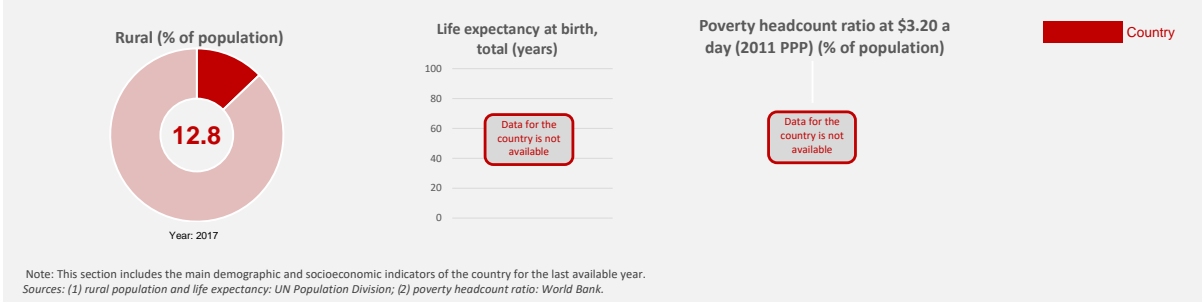 Rural (% of population)
12.8
Year: 2017
Life expectancy at birth,
total (years)
100
80
60
40
20
0
Data for the
country is not
available
Poverty headcount ratio at $3.20 a
day (2011 PPP) (% of population)
Data for the
country is not
available
Country
Note: This section includes the main demographic and socioeconomic indicators of the country for the last available year.
Sources: (1) rural population and life expectancy: UN Population Division; (2) poverty headcount ratio: World Bank.